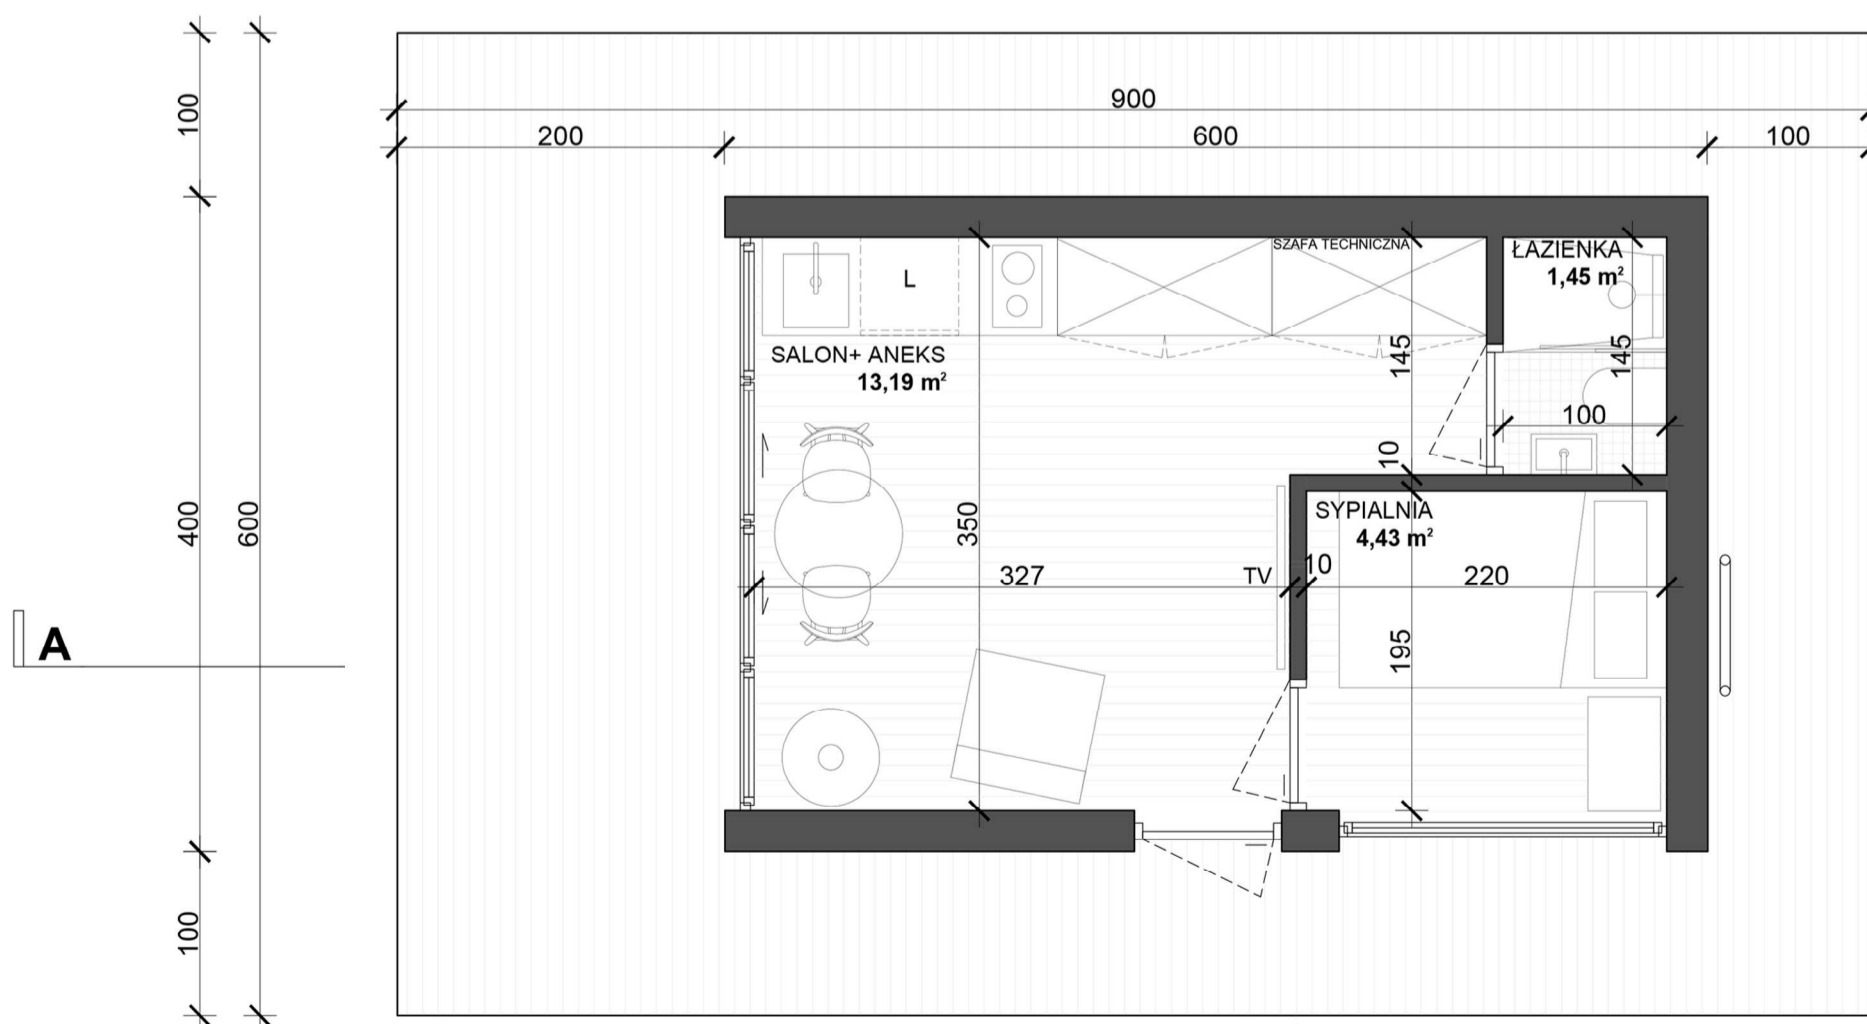 900
200
600
100
100
SZAFA TECHNICZNA
ŁAZIENKA
1,45 m²
L
SALON+ ANEKS
13,19 m²
145
145
100
10
400
600
350
SYPIALNIA
4,43 m²
327
TV
10
220
195
A
100